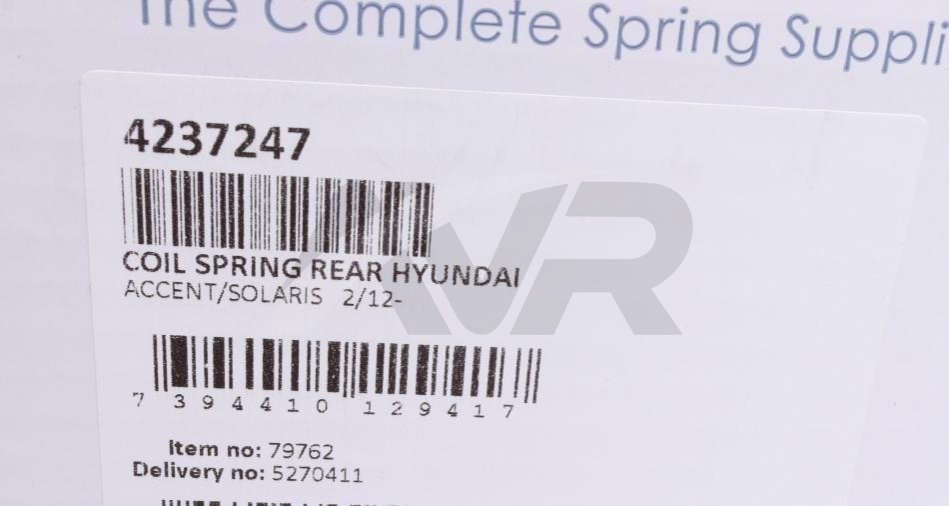 The Complete Spring
4237247
AVR
COIL SPRING REAR HYUNDAI
ACCENT/SOLARIS 2/12-
7 394410 129417
Item no: 79762
Delivery no: 5270411